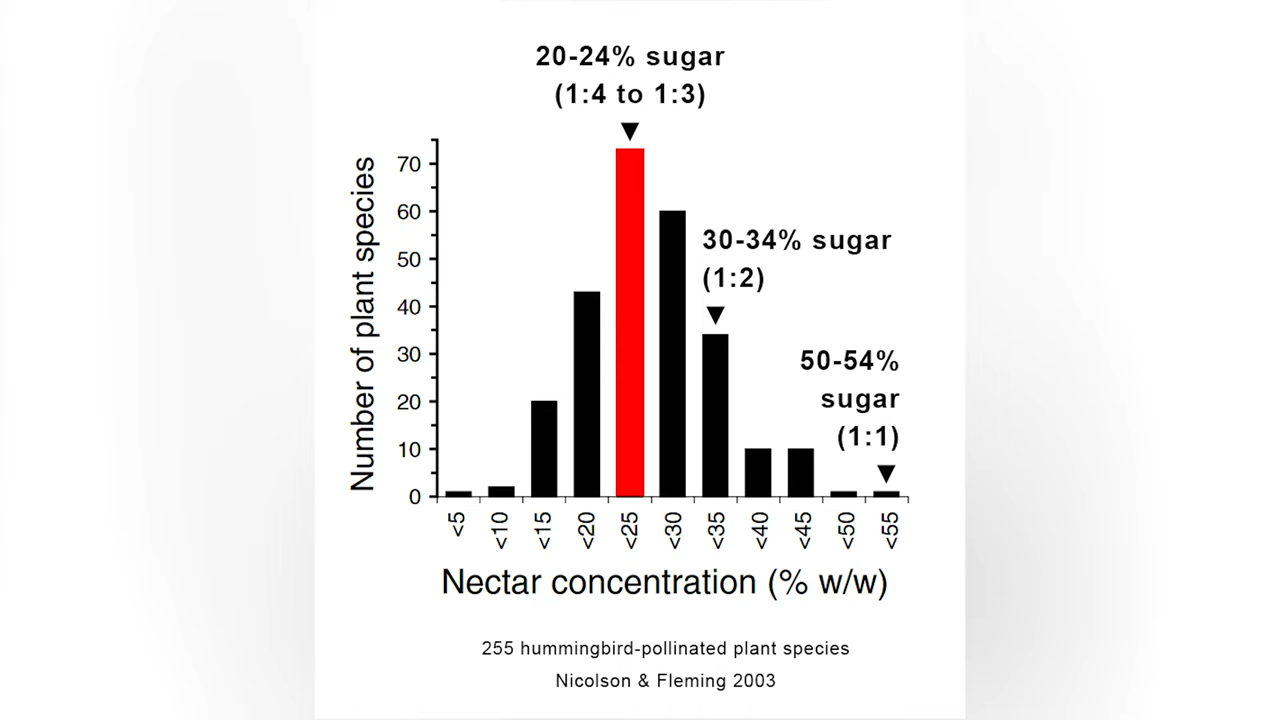 20-24% sugar
(1:4 to 1:3)
30-34% sugar
(1:2)
50-54%
sugar
(1:1)
Number of plant species
70
60
50
40
30
20
10
0
<5
<10
<15
<20
<25
<30
<35
<40
<45
<50
<55
Nectar concentration (% w/w)
255 hummingbird-pollinated plant species
Nicolson & Fleming 2003